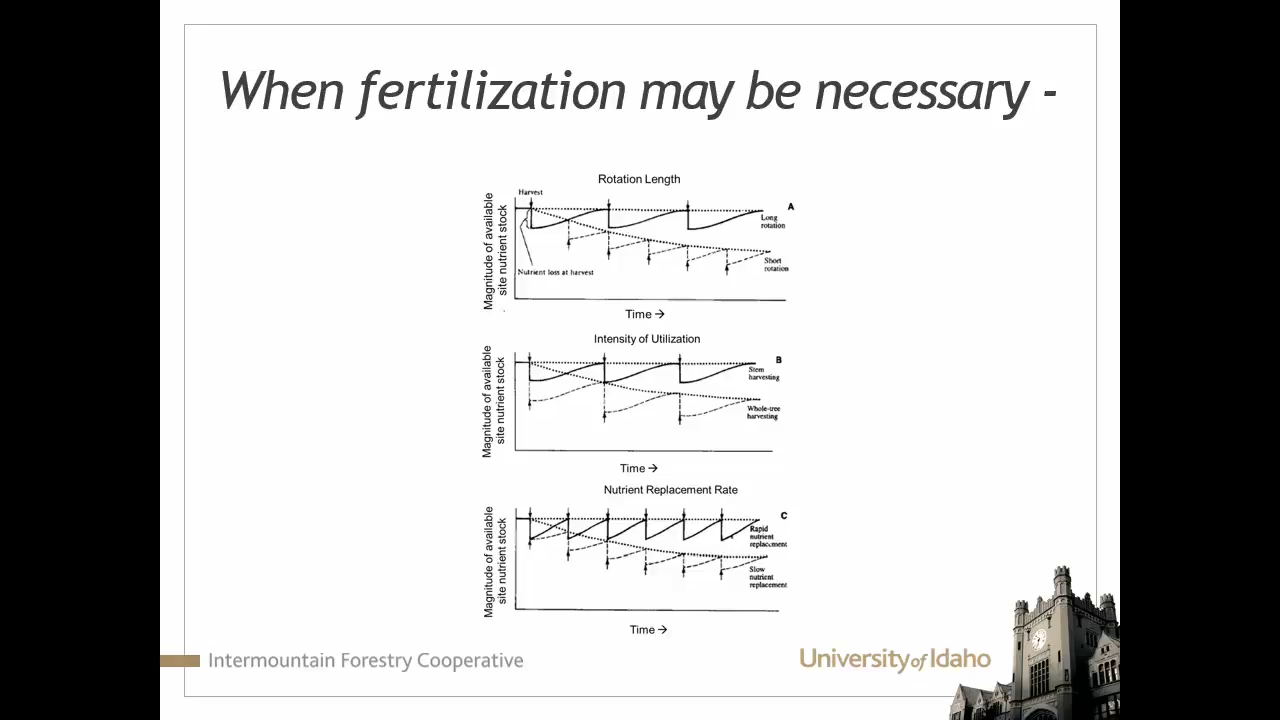 When fertilization may be necessary -
Rotation Length
Harvest
A
Long
rotation
Short
rotation
Nutrient loss at harvest
Magnitude of available
site nutrient stock
Time →
Intensity of Utilization
B
Stem
harvesting
Whole-tree
harvesting
Magnitude of available
site nutrient stock
Time →
Nutrient Replacement Rate
C
Rapid
nutrient
replacement
Slow
nutrient
replacement
Magnitude of available
site nutrient stock
Time →
Intermountain Forestry Cooperative
University of Idaho